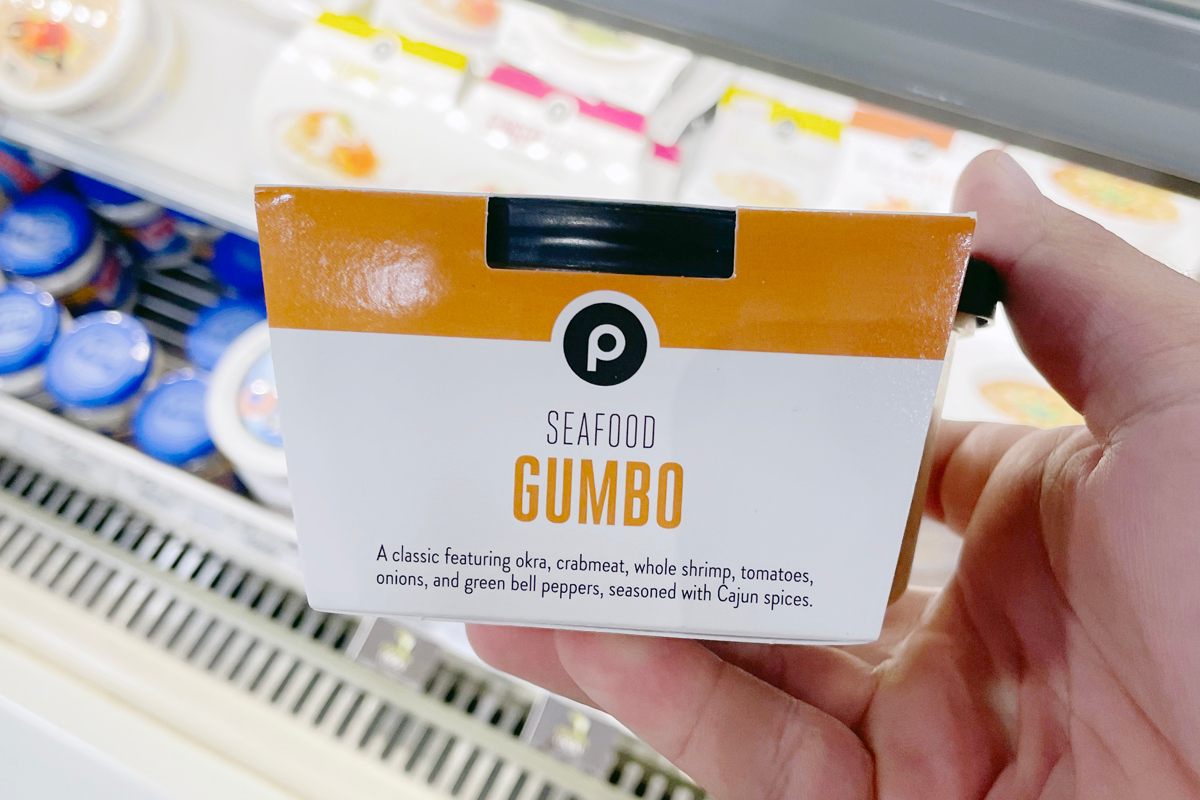 P
SEAFOOD
GUMBO
A classic featuring okra, crabmeat, whole shrimp, tomatoes,
onions, and green bell peppers, seasoned with Cajun spices.